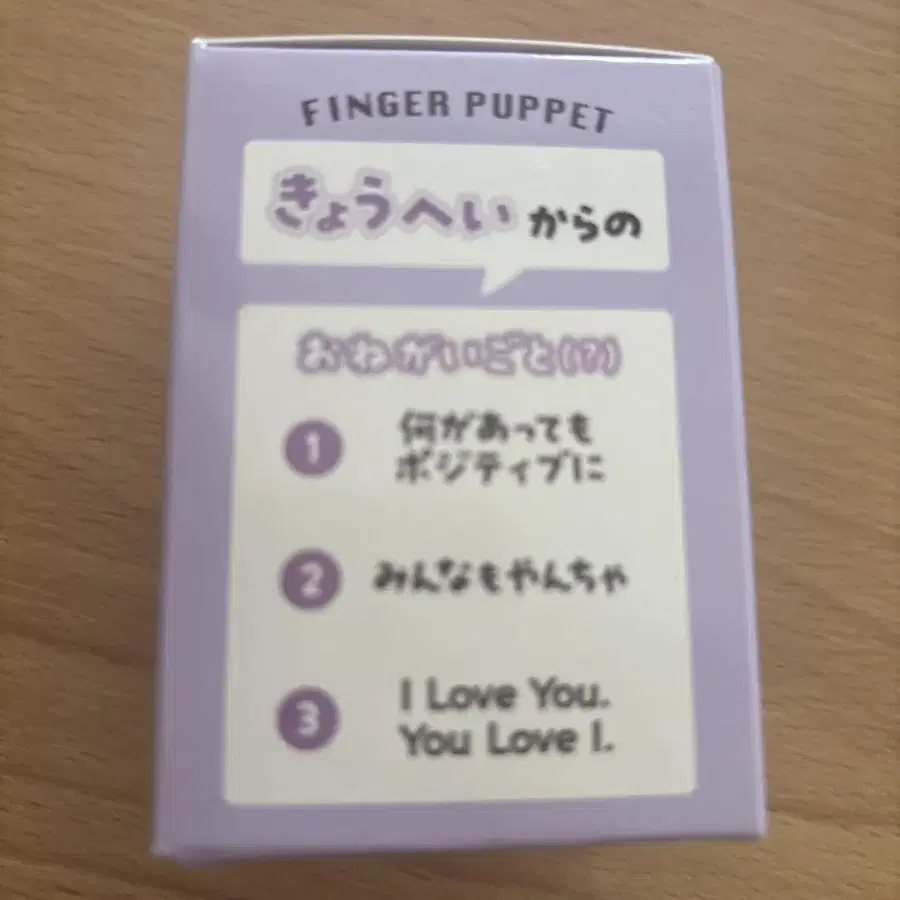 FINGER PUPPET
きょうへいからの
おねがいごと(?)
1 何があっても
ポジティブに
2 みんなもやんちゃ
3 I Love You.
You Love I.